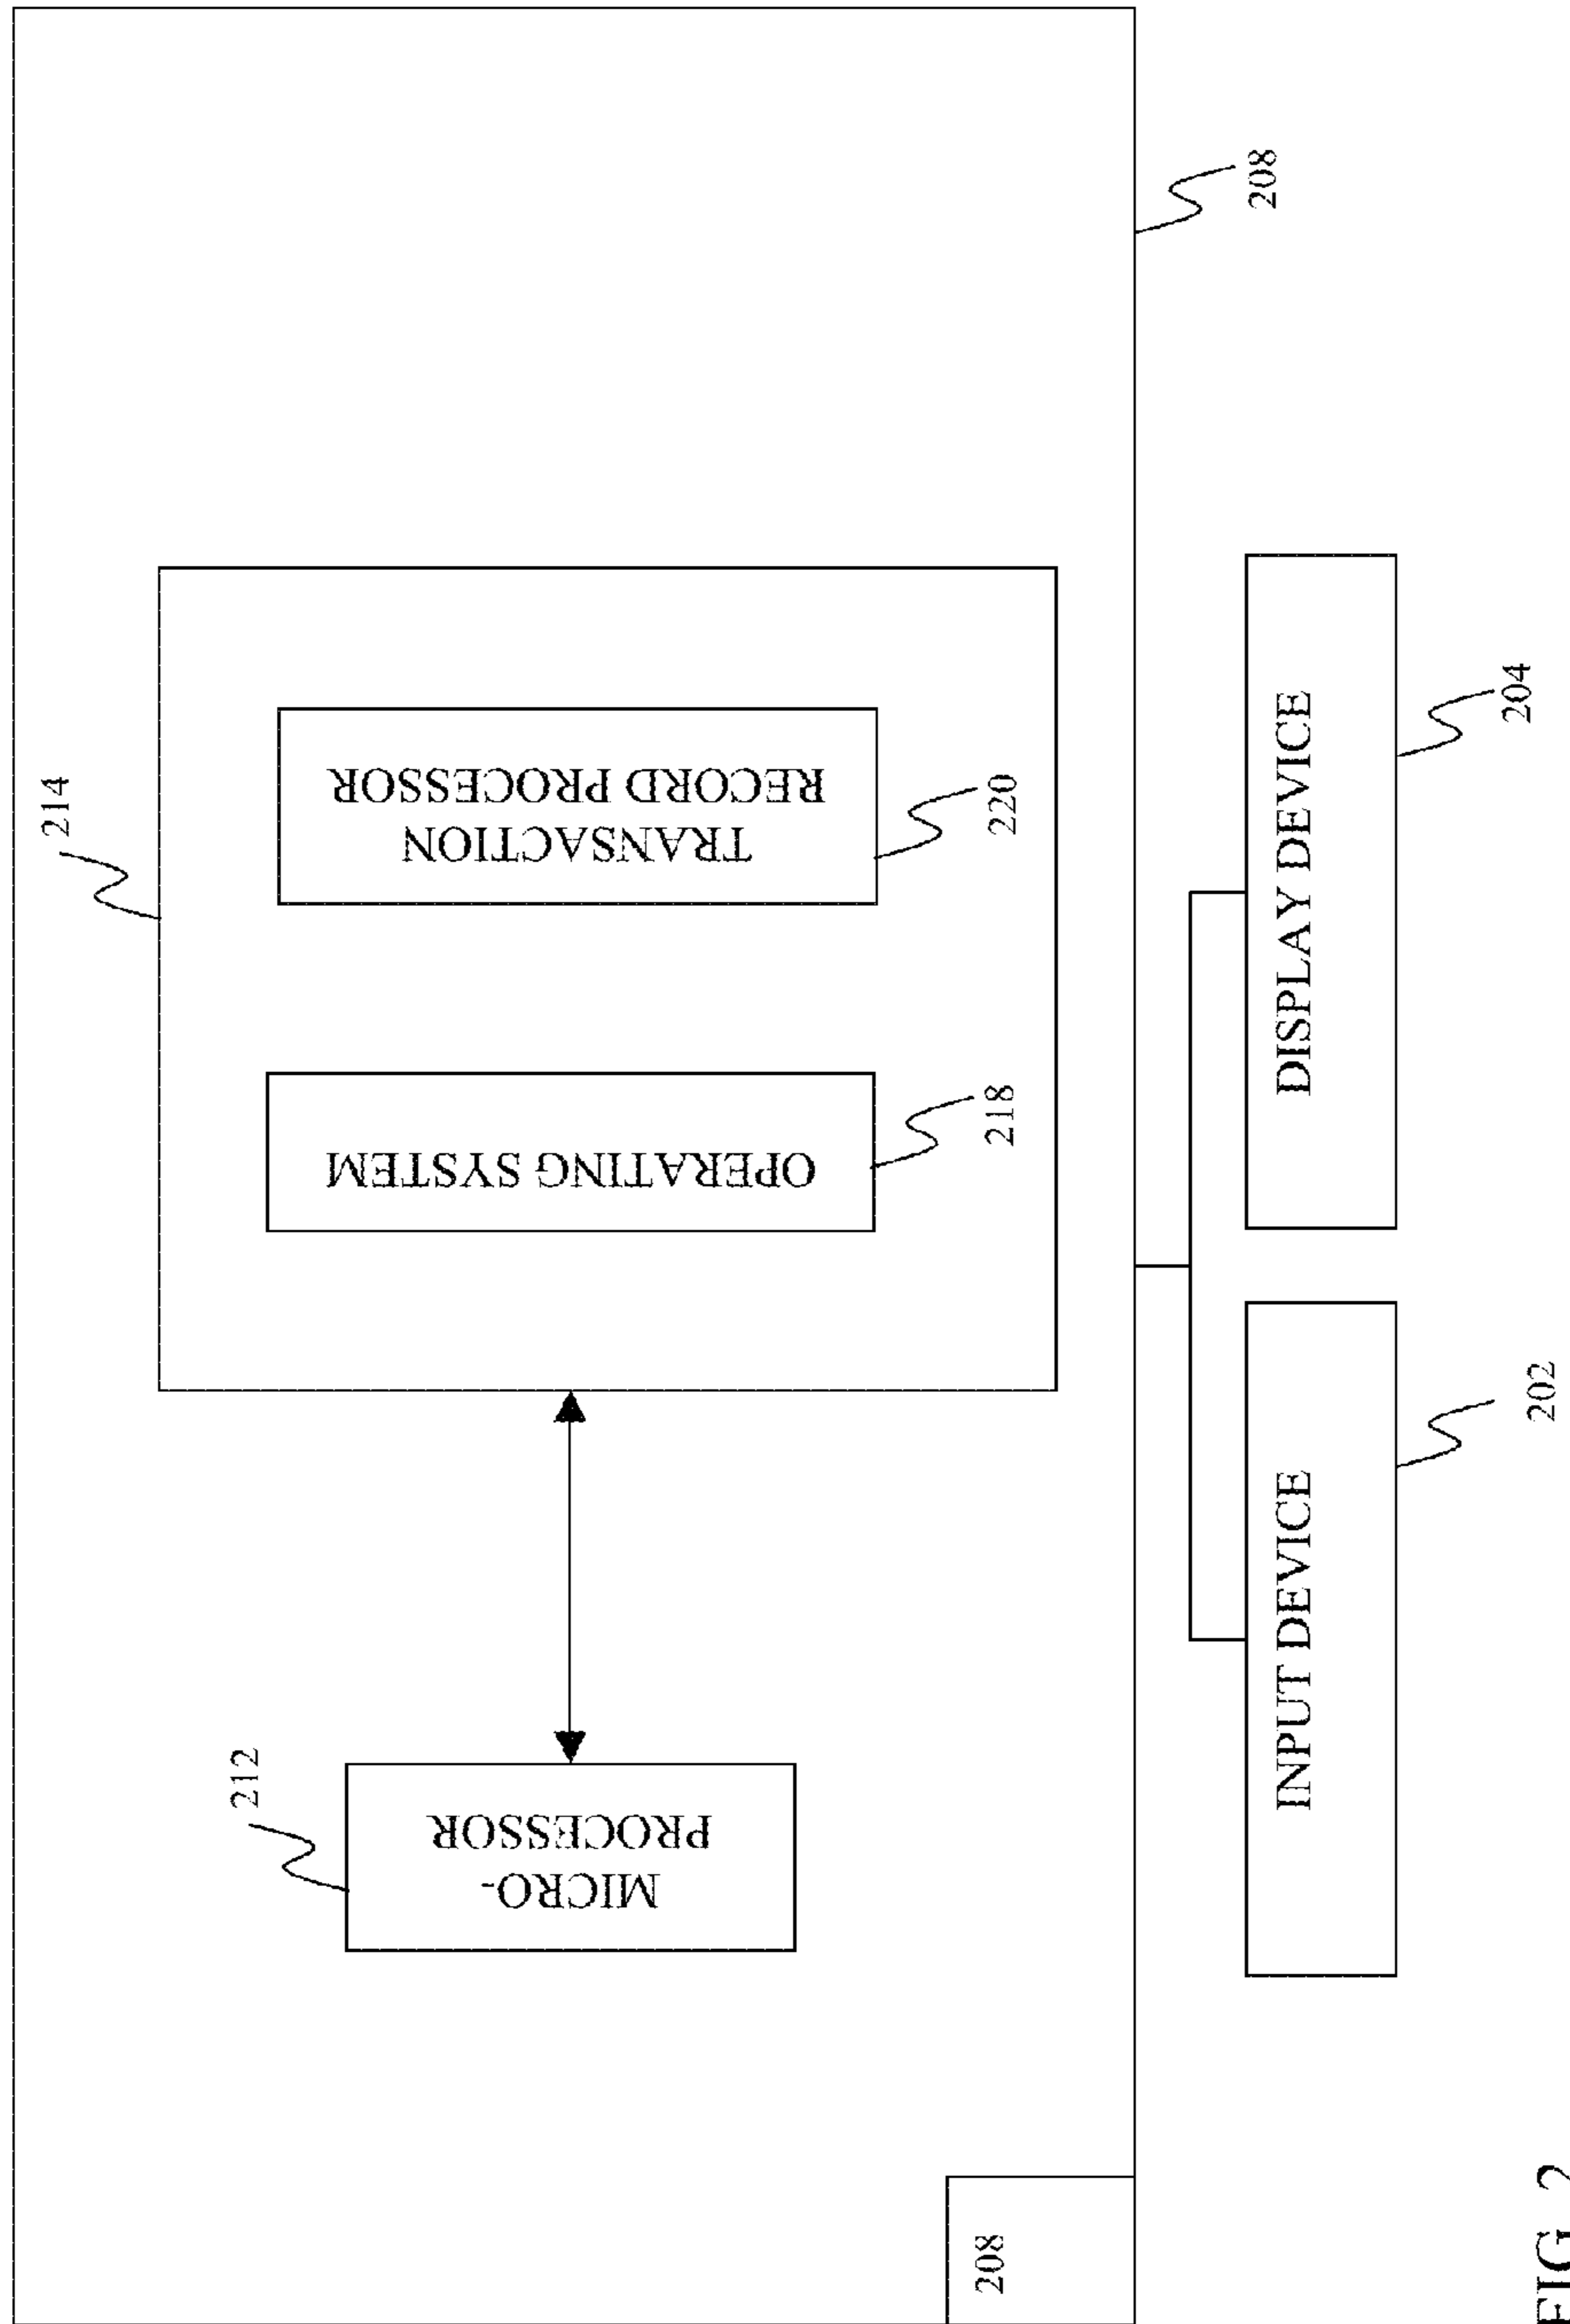 214
212
MICRO-
PROCESSOR
OPERATING SYSTEM
218
TRANSACTION
RECORD PROCESSOR
220
208
208
INPUT DEVICE
202
DISPLAY DEVICE
204
FIG. 2